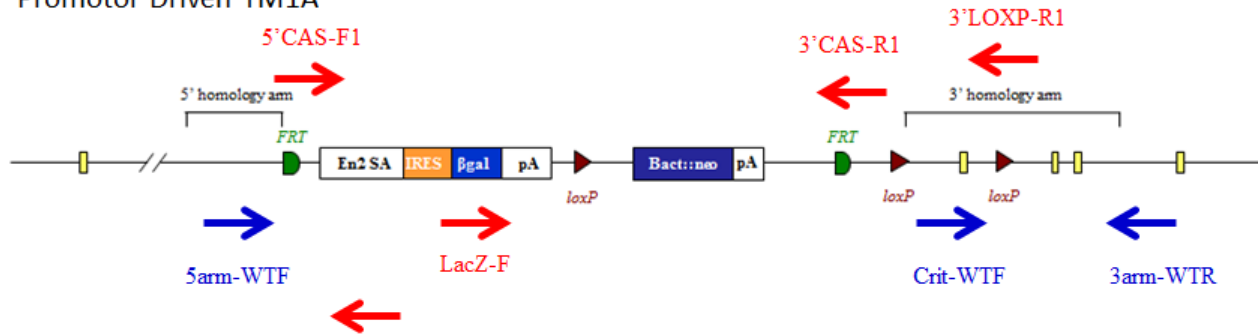 Promotor Driven TM1A
3'LOXP-R1
5'CAS-F1
3'CAS-R1
5' homology arm
3' homology arm
FRT
FRT
En2 SA IRES βgal pA
Bact::neo pA
loxP
loxP
loxP
LacZ-F
5arm-WTF
Crit-WTF
3arm-WTR